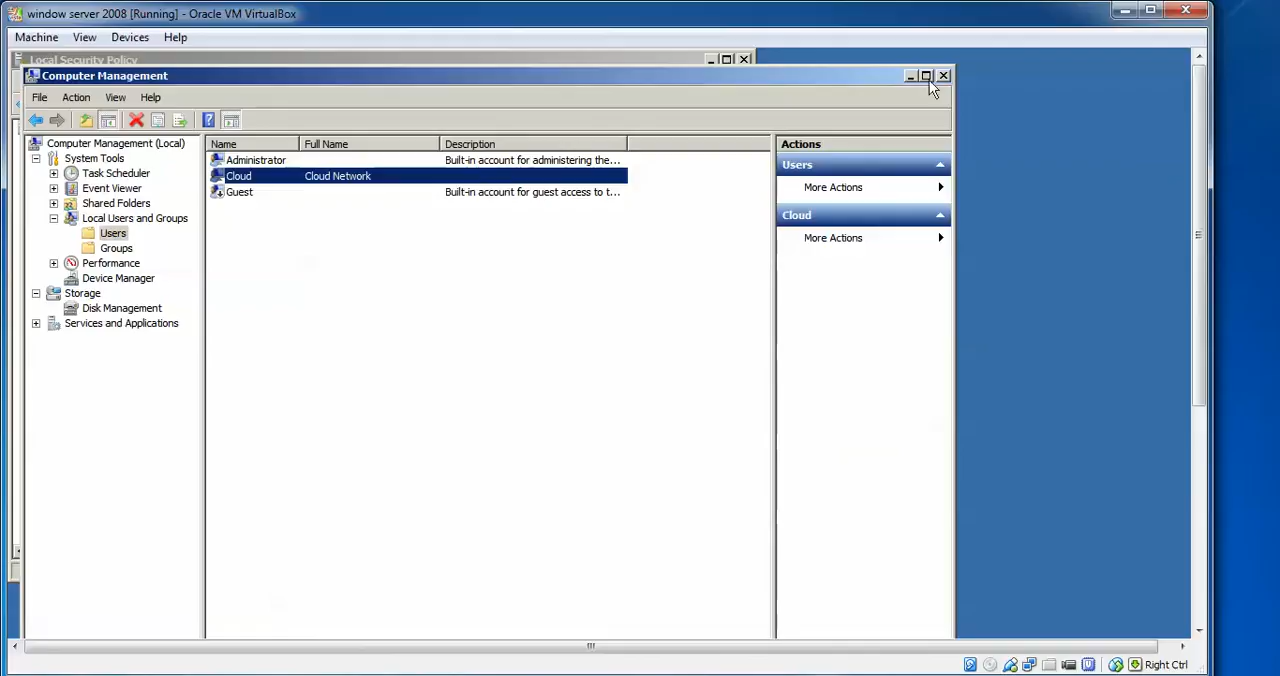 window server 2008 [Running] - Oracle VM VirtualBox
Machine View Devices Help
Local Security Policy
Computer Management
File Action View Help
Computer Management (Local)
System Tools
Task Scheduler
Event Viewer
Shared Folders
Local Users and Groups
Users
Groups
Performance
Device Manager
Storage
Disk Management
Services and Applications
Name Full Name Description
Administrator Built-in account for administering the...
Cloud Cloud Network
Guest Built-in account for guest access to t...
Actions
Users
More Actions
Cloud
More Actions
Right Ctrl